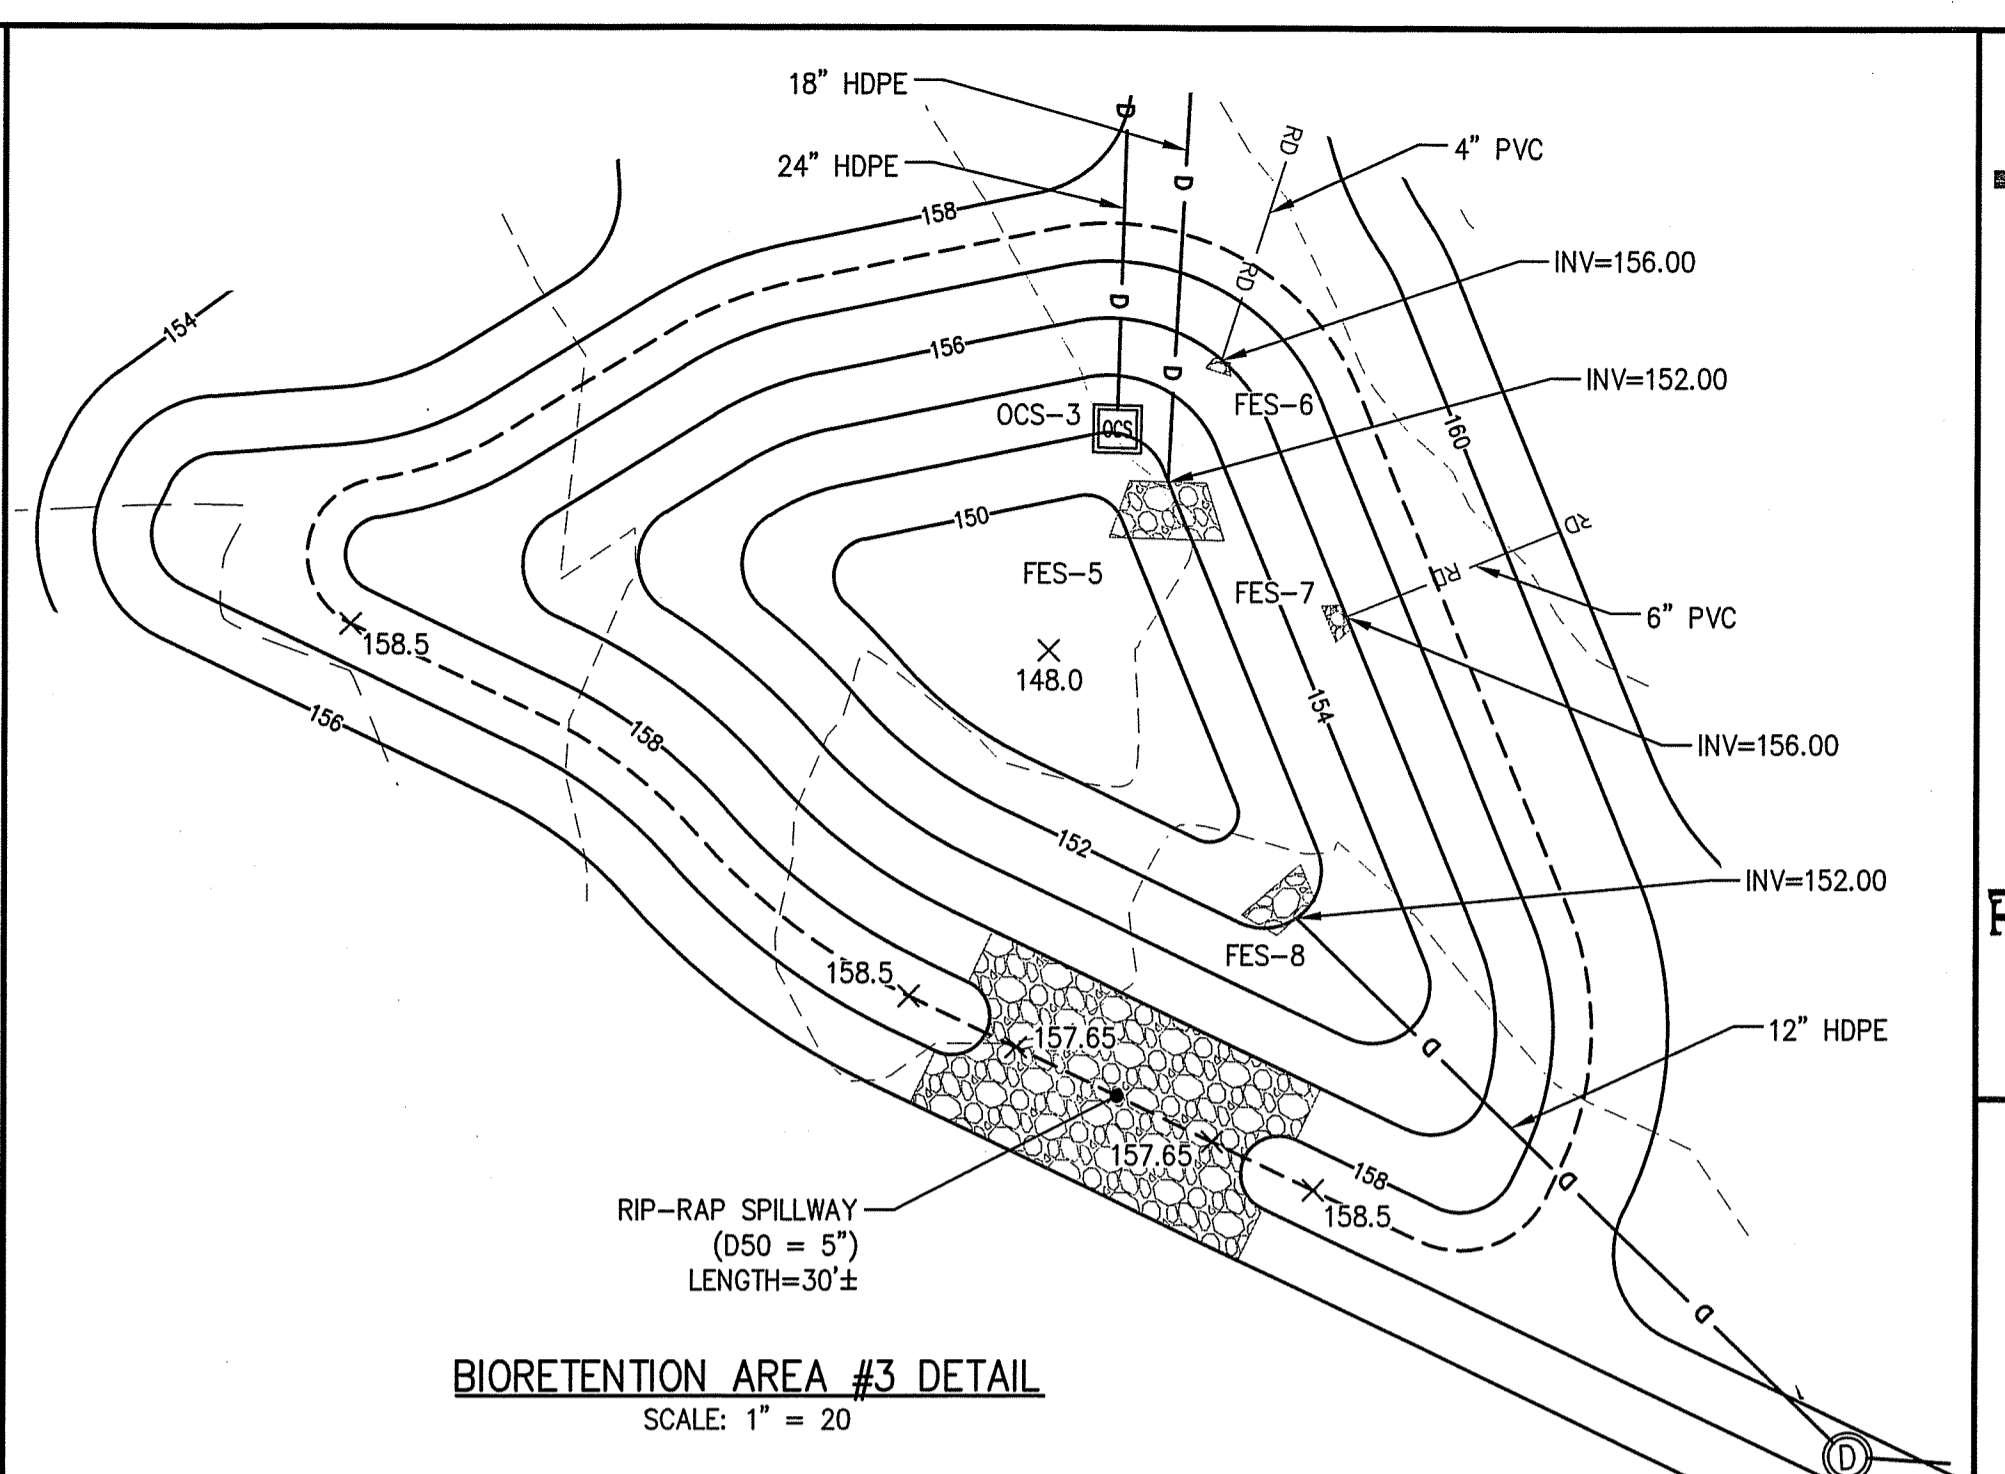 18" HDPE
D
24" HDPE
D
RD
4" PVC
158
RD
INV=156.00
D
154
156
D
INV=152.00
OCS-3
OCS
FES-6
160
150
RD
FES-5
FES-7
RD
6" PVC
158.5
148.0
156
158
154
INV=156.00
152
INV=152.00
158.5
FES-8
157.65
D
12" HDPE
157.65
158
D
158.5
RIP-RAP SPILLWAY
(D50 = 5")
LENGTH=30'±
D
BIORETENTION AREA #3 DETAIL
SCALE: 1" = 20
D